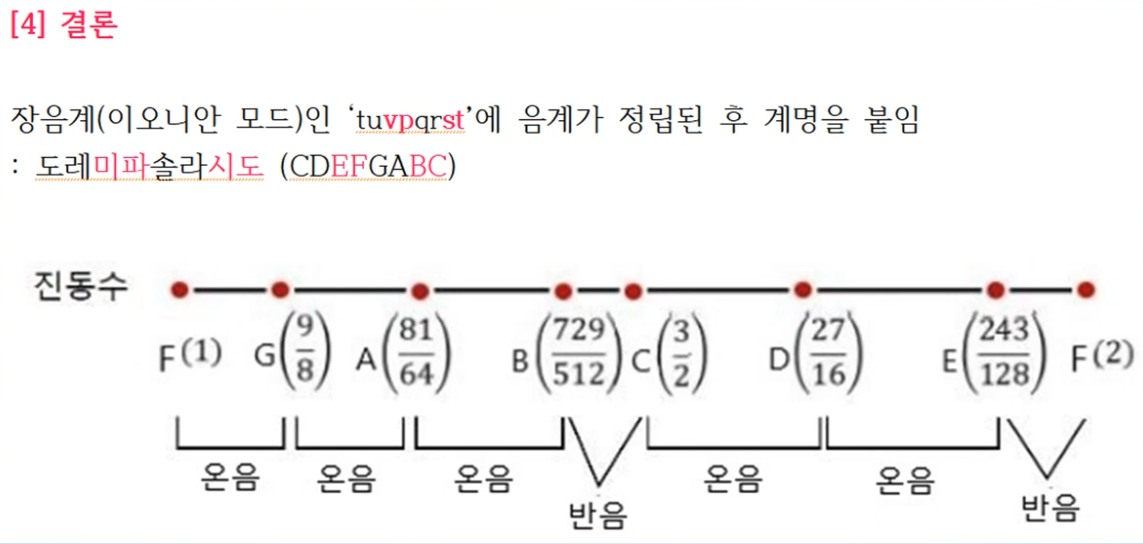 [4] 결론
장음계(이오니안 모드)인 ‘tuvpqrst’에 음계가 정립된 후 계명을 붙임
: 도레미파솔라시도 (CDEFGABC)
진동수
F(1) G(9/8) A(81/64) B(729/512) C(3/2) D(27/16) E(243/128) F(2)
온음 온음 온음 반음 온음 온음 반음